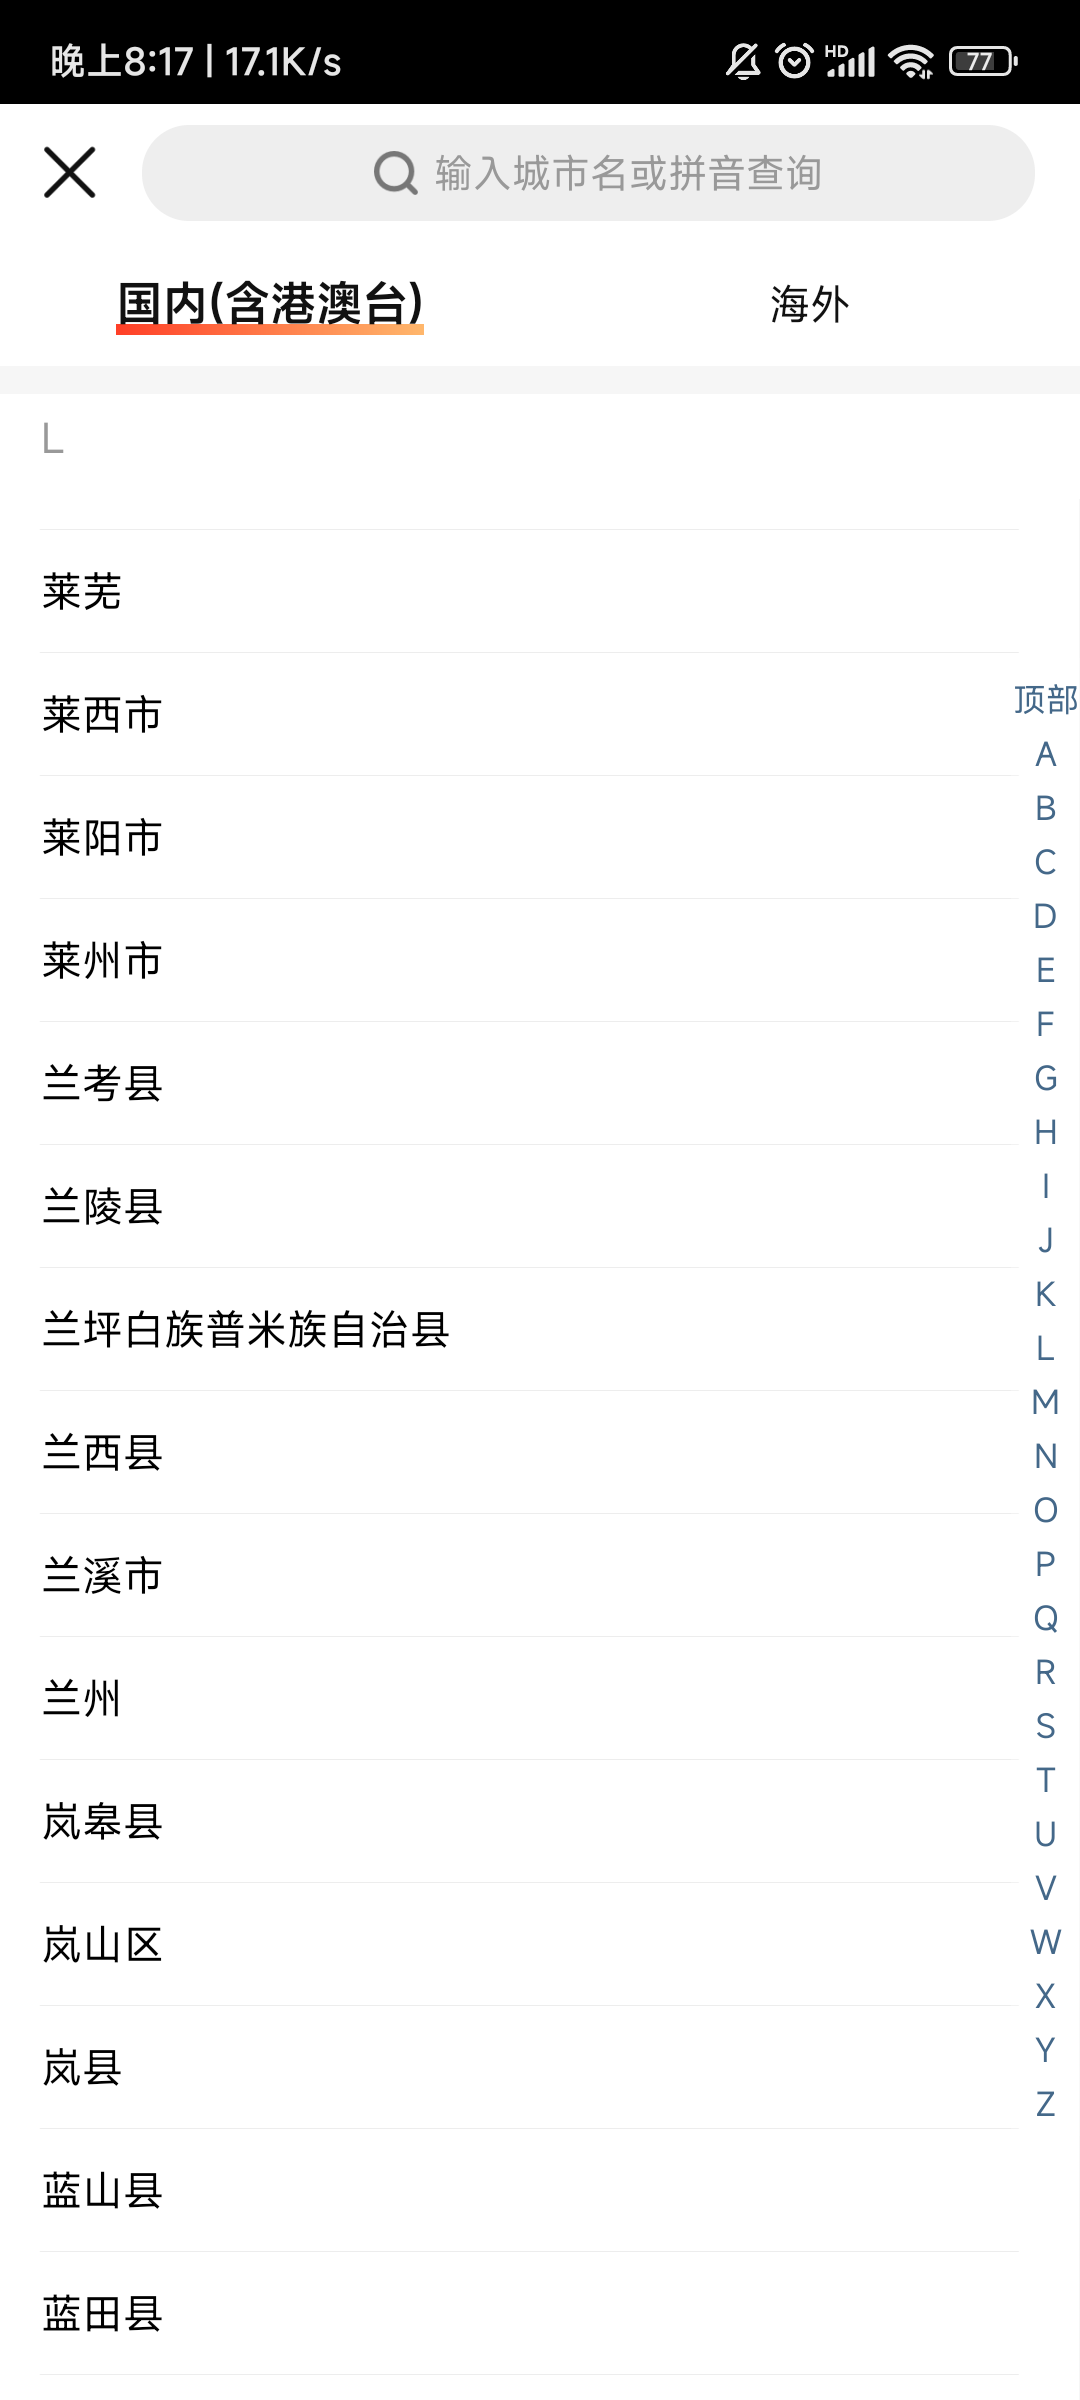 晚上8:17 | 17.1K/s
HD
77
输入城市名或拼音查询
国内(含港澳台)
海外
L
莱芜
莱西市
莱阳市
莱州市
兰考县
兰陵县
兰坪白族普米族自治县
兰西县
兰溪市
兰州
岚皋县
岚山区
岚县
蓝山县
蓝田县
顶部
A
B
C
D
E
F
G
H
I
J
K
L
M
N
O
P
Q
R
S
T
U
V
W
X
Y
Z